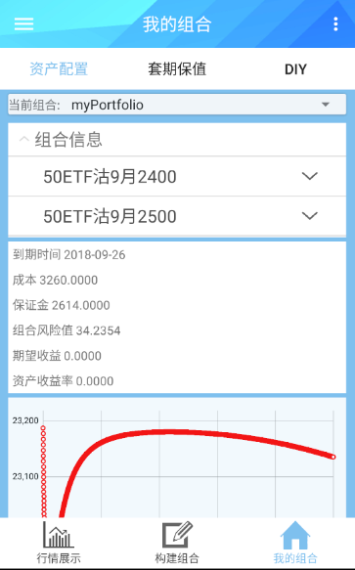 我的组合
资产配置 套期保值 DIY
当前组合: myPortfolio
组合信息
50ETF沽9月2400
50ETF沽9月2500
到期时间 2018-09-26
成本 3260.0000
保证金 2614.0000
组合风险值 34.2354
期望收益 0.0000
资产收益率 0.0000
23,200
23,100
行情展示 构建组合 我的组合